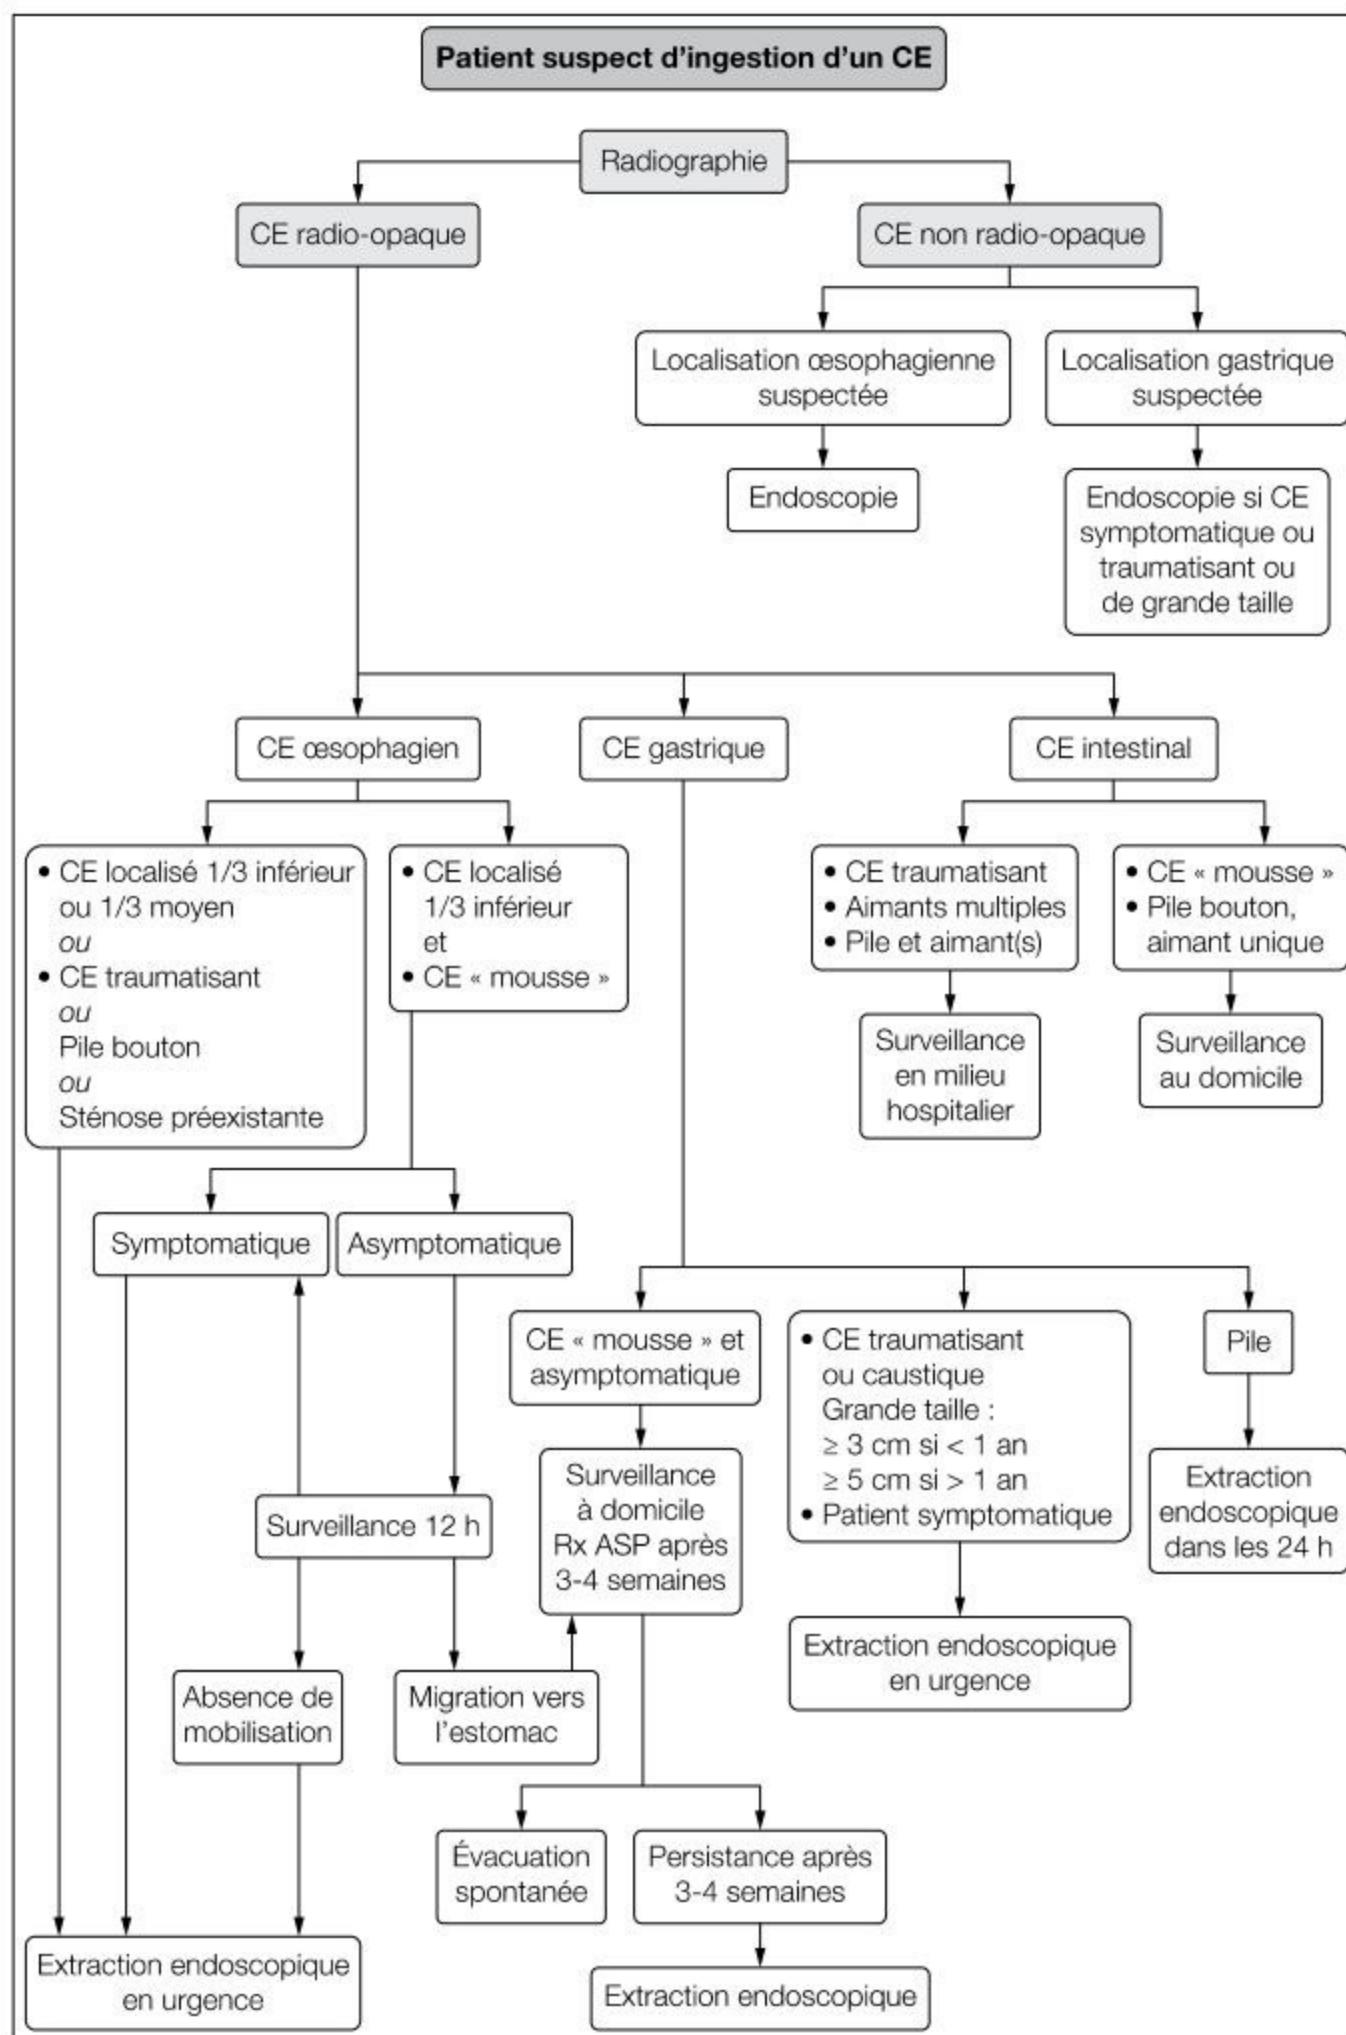 Patient suspect d'ingestion d'un CE
Radiographie
CE radio-opaque
CE non radio-opaque
Localisation œsophagienne
suspectée
Localisation gastrique
suspectée
Endoscopie
Endoscopie si CE
symptomatique ou
traumatisant ou
de grande taille
CE œsophagien
CE gastrique
CE intestinal
• CE localisé 1/3 inférieur
ou 1/3 moyen
ou
• CE traumatisant
ou
Pile bouton
ou
Sténose préexistante
• CE localisé
1/3 inférieur
et
• CE « mousse »
• CE traumatisant
• Aimants multiples
• Pile et aimant(s)
• CE « mousse »
• Pile bouton,
aimant unique
Surveillance
en milieu
hospitalier
Surveillance
au domicile
Symptomatique
Asymptomatique
CE « mousse » et
asymptomatique
• CE traumatisant
ou caustique
Grande taille :
≥ 3 cm si < 1 an
≥ 5 cm si > 1 an
• Patient symptomatique
Pile
Surveillance 12 h
Surveillance
à domicile
Rx ASP après
3-4 semaines
Extraction
endoscopique
dans les 24 h
Extraction endoscopique
en urgence
Absence de
mobilisation
Migration vers
l'estomac
Évacuation
spontanée
Persistance après
3-4 semaines
Extraction endoscopique
en urgence
Extraction endoscopique